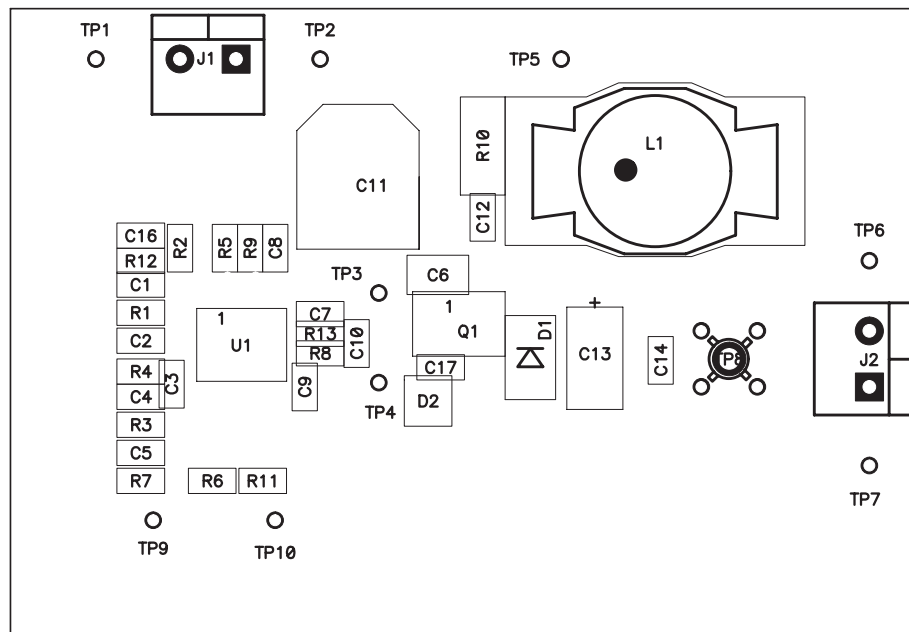 TP1
TP2
J1
TP5
R10
L1
C11
C12
C16
R2
R5
R9
C8
R12
TP6
C1
TP3
C6
R1
1
C7
1
Q1
+
D1
C2
U1
R13
C10
C13
C14
TP8
J2
R8
R4
C3
C9
C17
C4
TP4
D2
R3
C5
R7
R6
R11
TP7
TP9
TP10